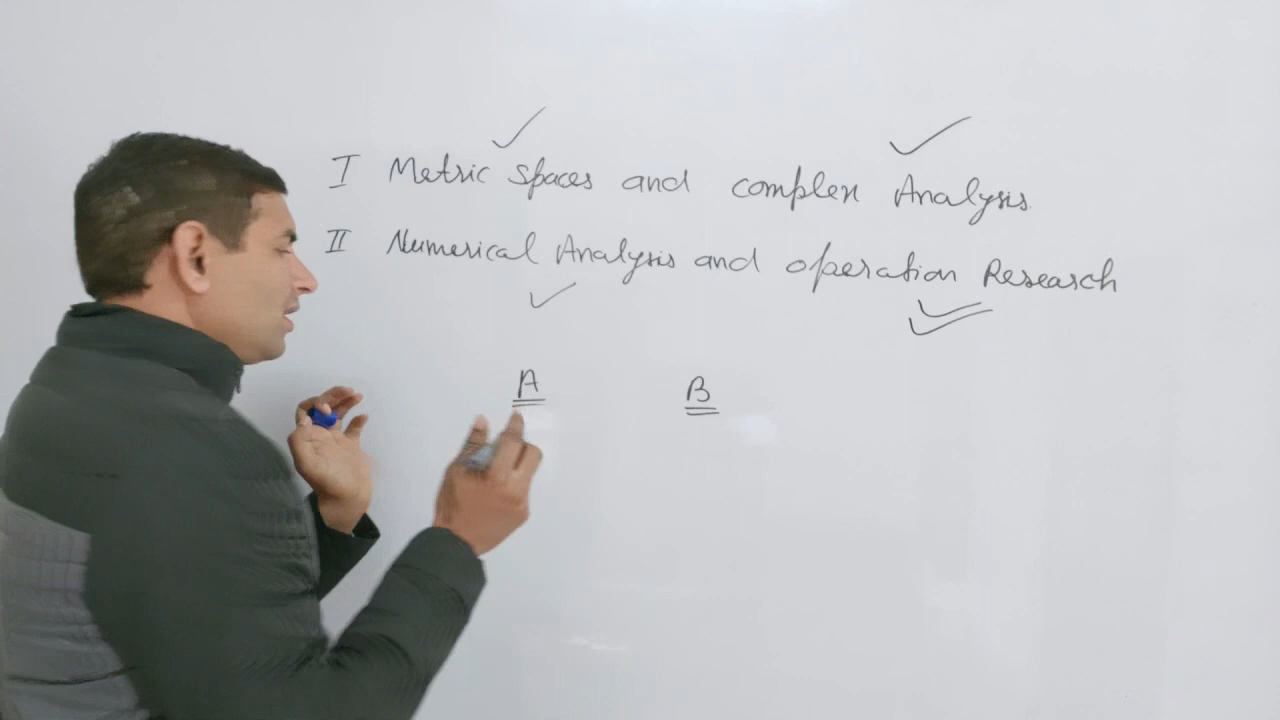 I Metric Spaces and complex Analysis.
II Numerical Analysis and operation Research
A B